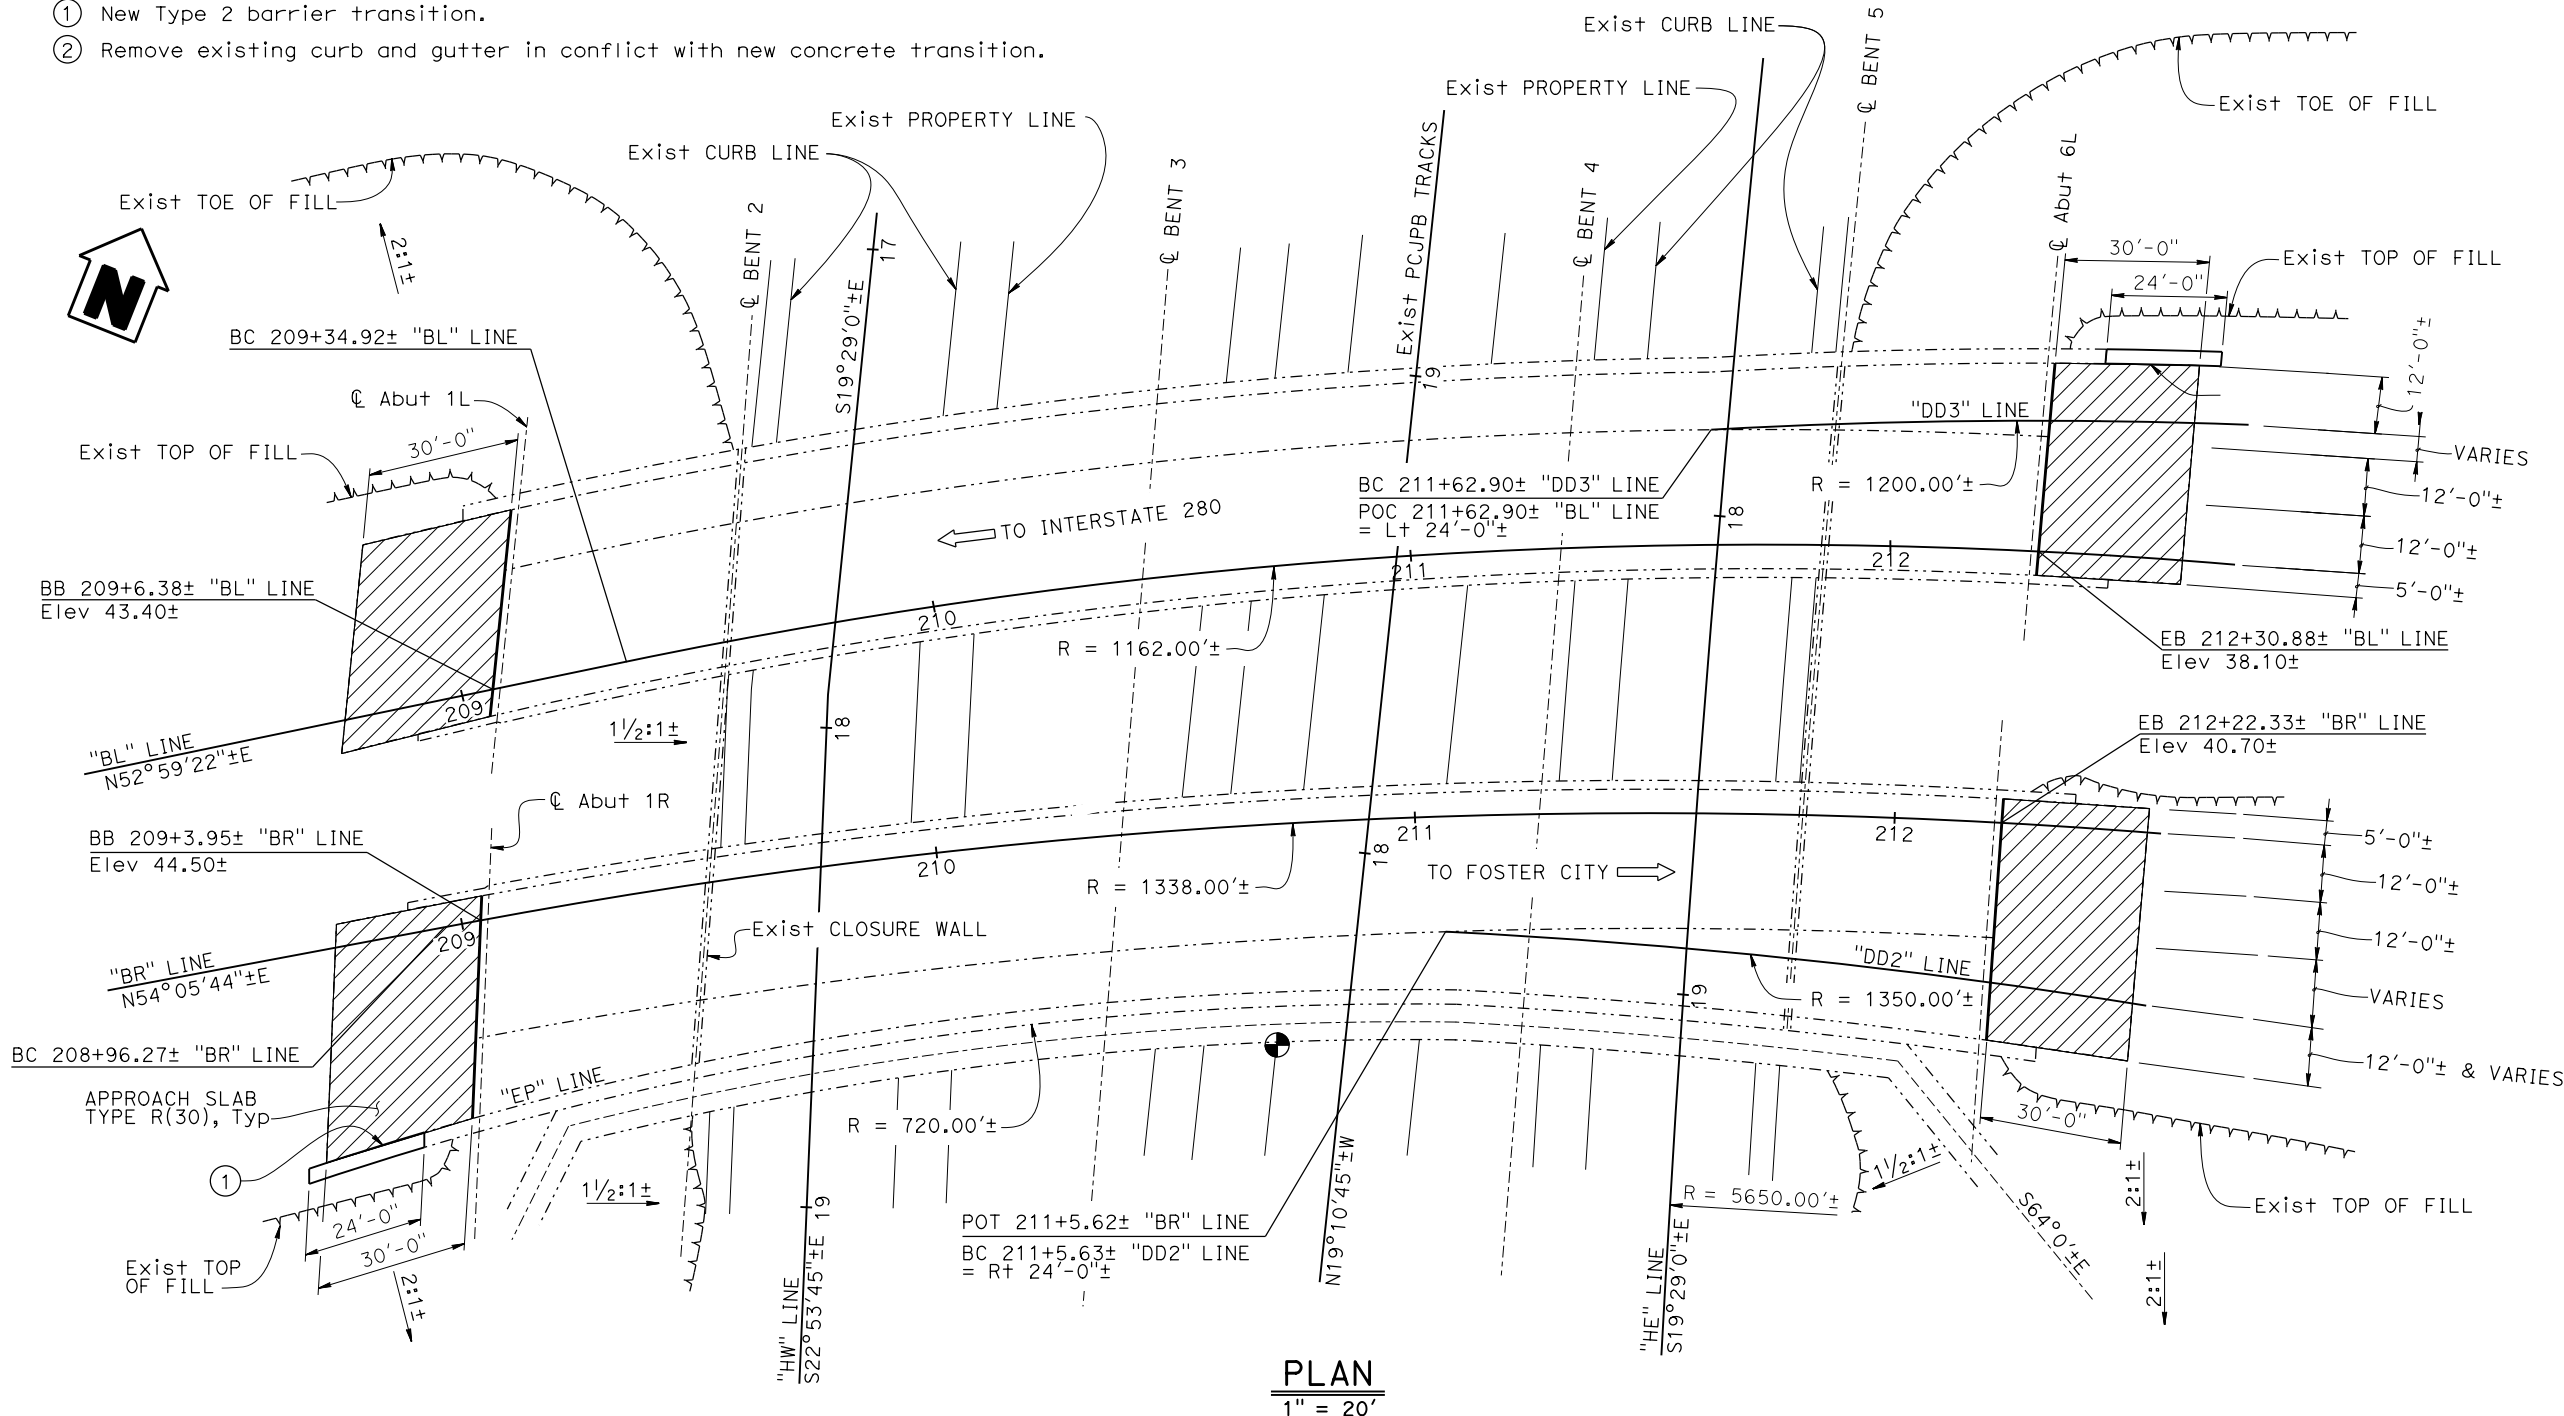 ① New Type 2 barrier transition.
② Remove existing curb and gutter in conflict with new concrete transition.
Exist CURB LINE
℄ BENT 5
Exist PROPERTY LINE
Exist TOE OF FILL
Exist PROPERTY LINE
Exist CURB LINE
Exist TOE OF FILL
2:1±
N
℄ BENT 2
17
S19°29'0"±E
℄ BENT 3
Exist PCJPB TRACKS
19
℄ BENT 4
℄ Abut 6L
30'-0"
24'-0"
Exist TOP OF FILL
12'-0"±
BC 209+34.92± "BL" LINE
℄ Abut 1L
30'-0"
Exist TOP OF FILL
"DD3" LINE
VARIES
BC 211+62.90± "DD3" LINE
POC 211+62.90± "BL" LINE
= Lt 24'-0"±
R = 1200.00'±
12'-0"±
TO INTERSTATE 280
18
12'-0"±
211
212
5'-0"±
BB 209+6.38± "BL" LINE
Elev 43.40±
210
R = 1162.00'±
EB 212+30.88± "BL" LINE
Elev 38.10±
209
1½:1±
18
"BL" LINE
N52°59'22"±E
EB 212+22.33± "BR" LINE
Elev 40.70±
℄ Abut 1R
BB 209+3.95± "BR" LINE
Elev 44.50±
210
18
211
212
5'-0"±
R = 1338.00'±
TO FOSTER CITY
12'-0"±
209
Exist CLOSURE WALL
12'-0"±
"BR" LINE
N54°05'44"±E
"DD2" LINE
R = 1350.00'±
19
VARIES
BC 208+96.27± "BR" LINE
12'-0"± & VARIES
APPROACH SLAB
TYPE R(30), Typ
"EP" LINE
R = 720.00'±
30'-0"
1
1½:1±
1½:1±
R = 5650.00'±
2:1±
Exist TOP OF FILL
24'-0"
30'-0"
19
N19°10'45"±W
POT 211+5.62± "BR" LINE
BC 211+5.63± "DD2" LINE
= Rt 24'-0"±
S64°0'±E
Exist TOP
OF FILL
2:1±
2:1±
"HW" LINE
S22°53'45"±E
"HE" LINE
S19°29'0"±E
PLAN
1" = 20'